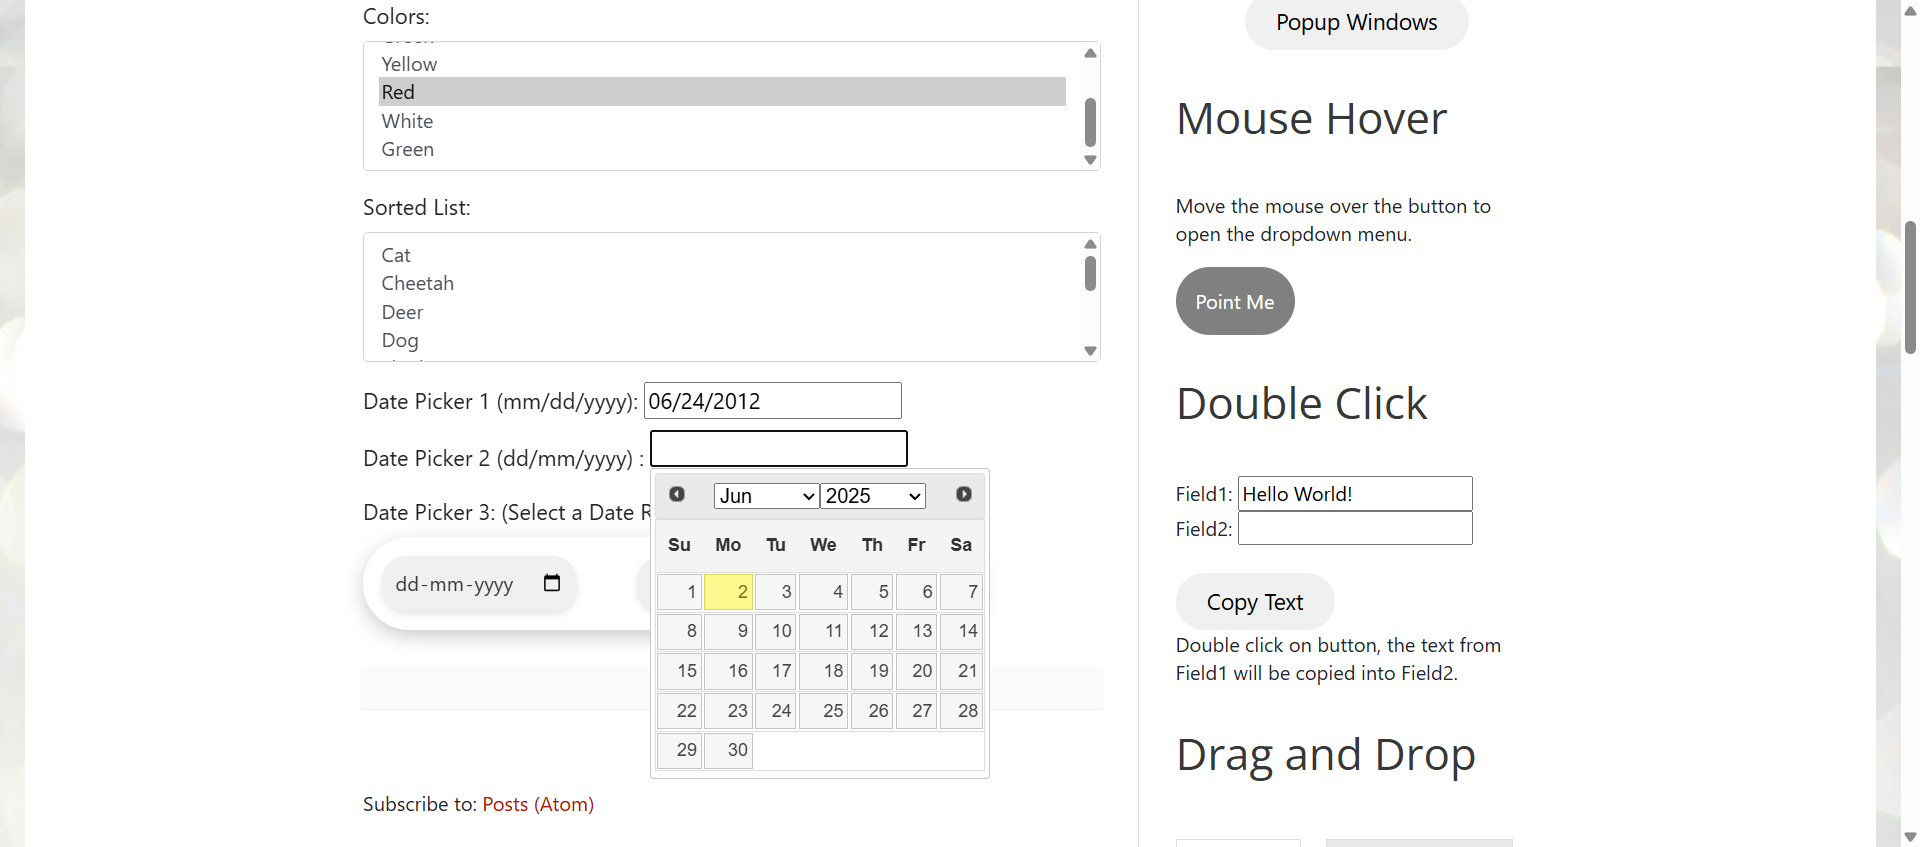 Colors:
Yellow
Red
White
Green
Sorted List:
Cat
Cheetah
Deer
Dog
Date Picker 1 (mm/dd/yyyy): 06/24/2012
Date Picker 2 (dd/mm/yyyy) :
Jun 2025
Su Mo Tu We Th Fr Sa
1 2 3 4 5 6 7
8 9 10 11 12 13 14
15 16 17 18 19 20 21
22 23 24 25 26 27 28
29 30
Date Picker 3: (Select a Date R
dd-mm-yyyy
Subscribe to: Posts (Atom)
Popup Windows
Mouse Hover
Move the mouse over the button to
open the dropdown menu.
Point Me
Double Click
Field1: Hello World!
Field2:
Copy Text
Double click on button, the text from
Field1 will be copied into Field2.
Drag and Drop